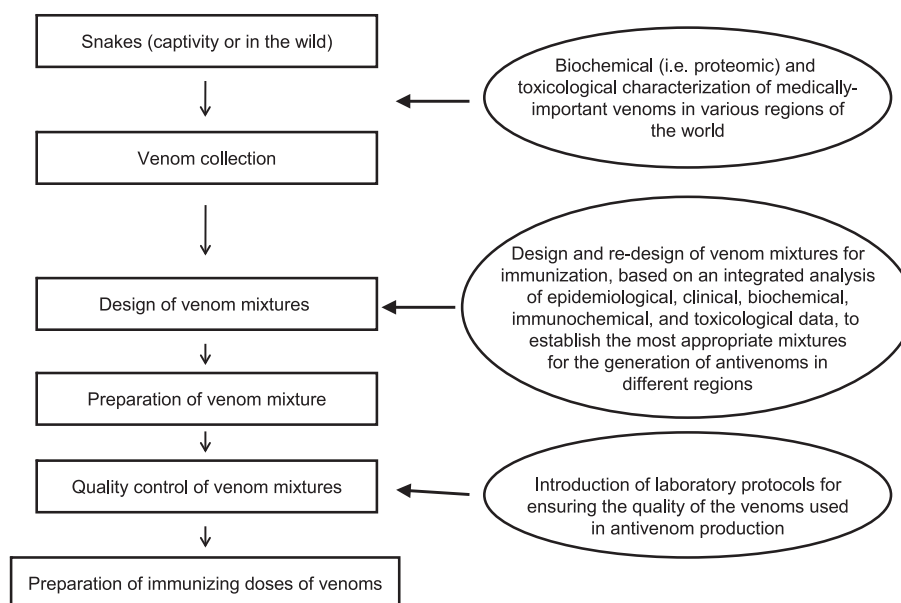 Snakes (captivity or in the wild)
Biochemical (i.e. proteomic) and
toxicological characterization of medically-
important venoms in various regions of
the world
Venom collection
Design and re-design of venom mixtures for
immunization, based on an integrated analysis
of epidemiological, clinical, biochemical,
immunochemical, and toxicological data, to
establish the most appropriate mixtures
for the generation of antivenoms in
different regions
Design of venom mixtures
Preparation of venom mixture
Quality control of venom mixtures
Introduction of laboratory protocols for
ensuring the quality of the venoms used
in antivenom production
Preparation of immunizing doses of venoms